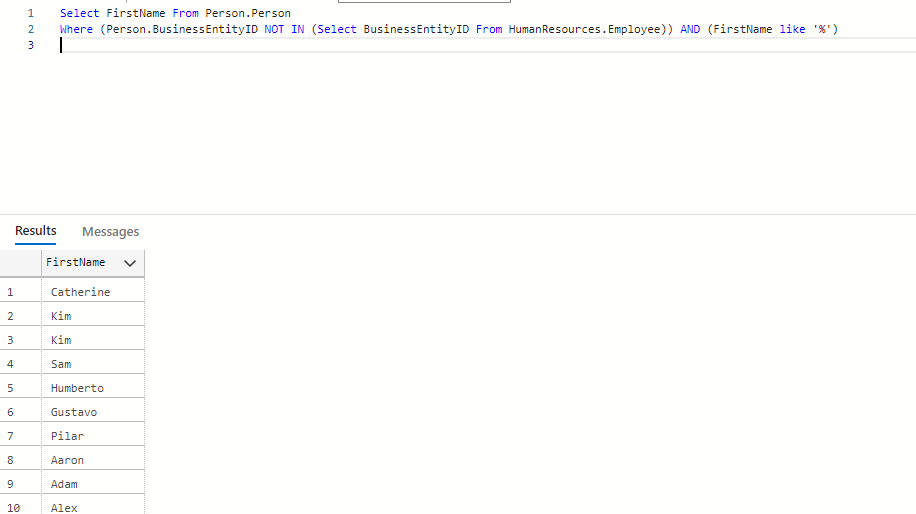 1 Select FirstName From Person.Person
2 Where (Person.BusinessEntityID NOT IN (Select BusinessEntityID From HumanResources.Employee)) AND (FirstName like '%')
3
Results Messages
FirstName
1 Catherine
2 Kim
3 Kim
4 Sam
5 Humberto
6 Gustavo
7 Pilar
8 Aaron
9 Adam
10 Alex